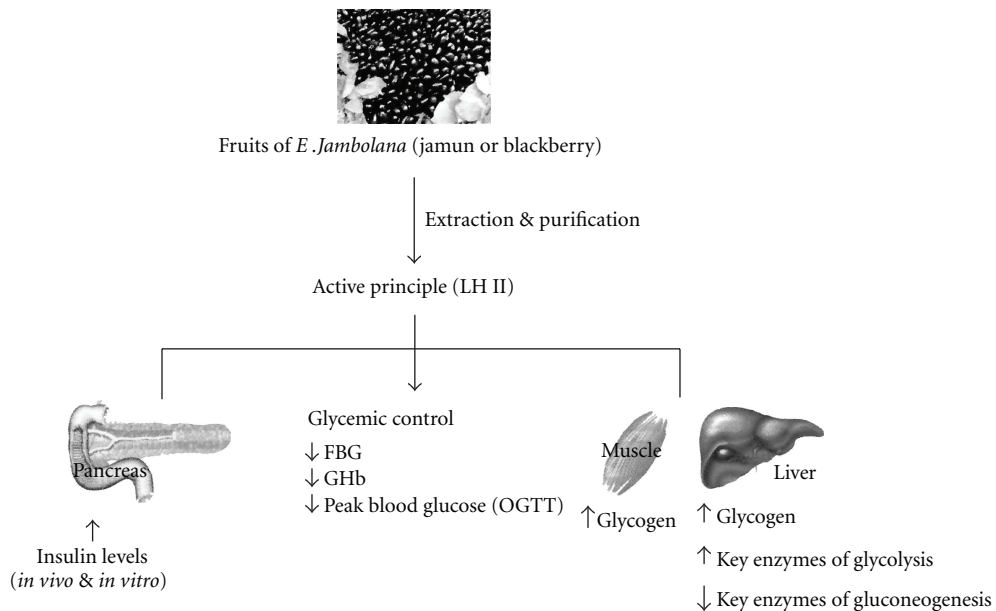 Fruits of E .Jambolana (jamun or blackberry)
Extraction & purification
Active principle (LH II)
Pancreas
↑
Insulin levels
(in vivo & in vitro)
Glycemic control
↓ FBG
↓ GHb
↓ Peak blood glucose (OGTT)
Muscle
↑ Glycogen
Liver
↑ Glycogen
↑ Key enzymes of glycolysis
↓ Key enzymes of gluconeogenesis